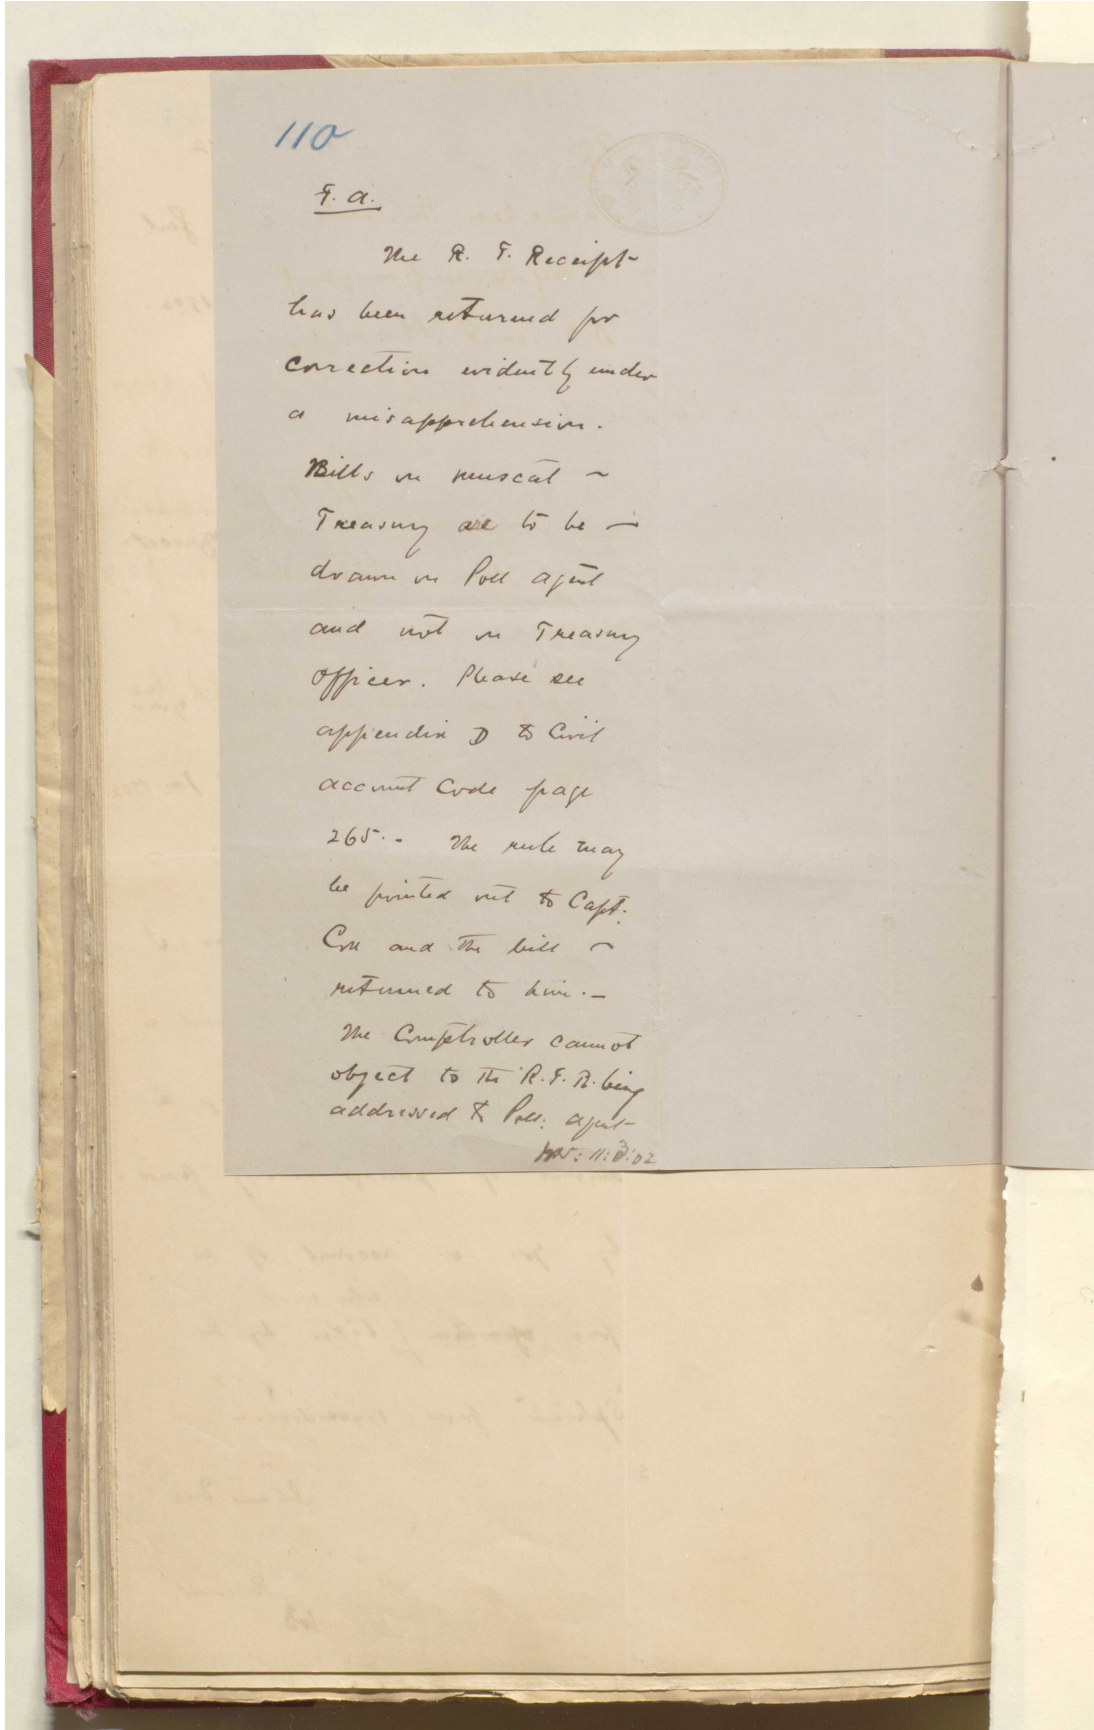 110
F. A.
The R. T. Receipt
has been returned for
correction evidently under
a misapprehension.
Bills on Muscat
Treasury are to be
drawn on Poll Agent
and not on Treasury
Officer. Please see
appendix D to Civil
Account Code page
265. - The rule may
be pointed out to Capt.
Cox and the bill
returned to him. -
The Comptroller cannot
object to the R. T. R. being
addressed to Poll: Agent
11:3:02